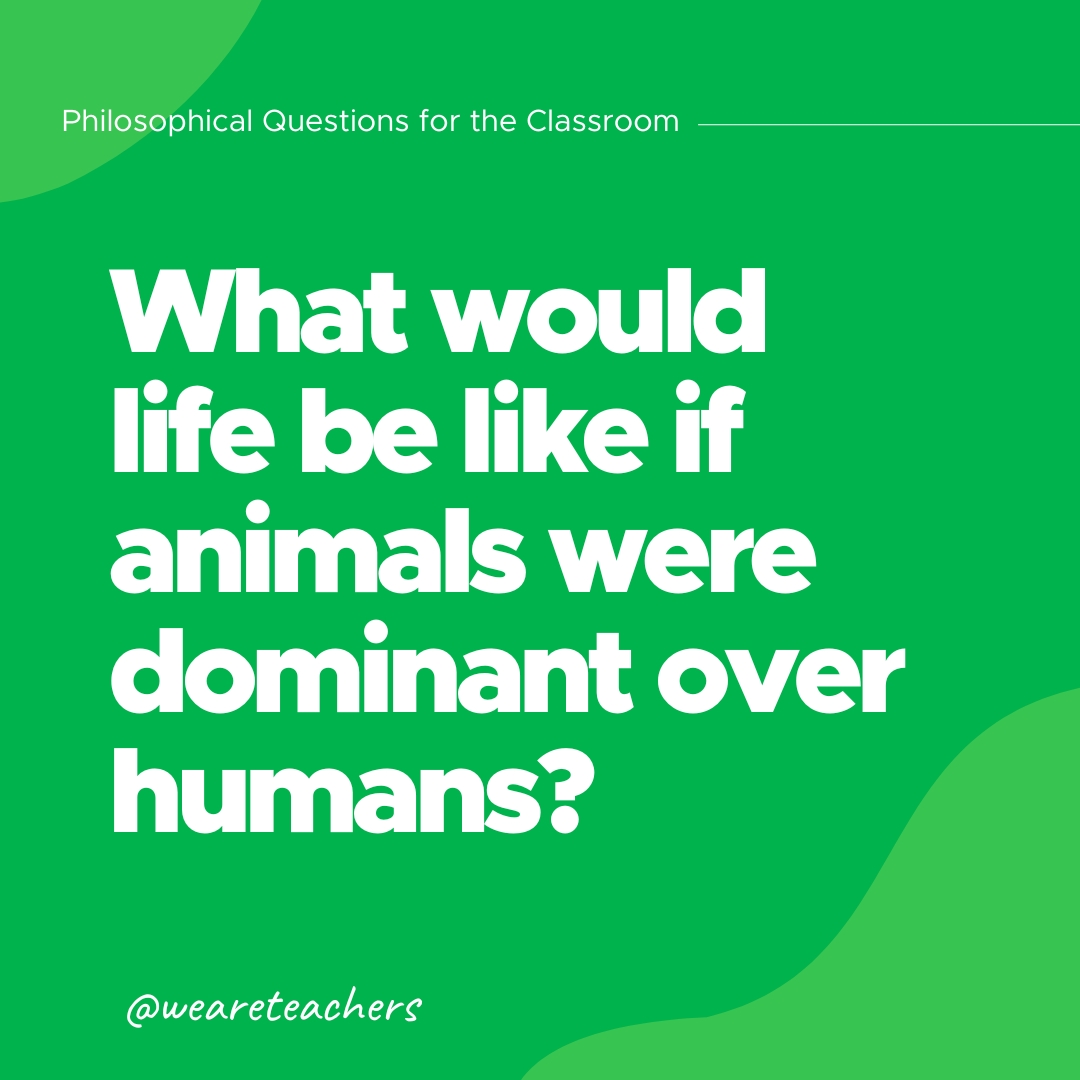 Philosophical Questions for the Classroom
What would
life be like if
animals were
dominant over
humans?
@weareteachers